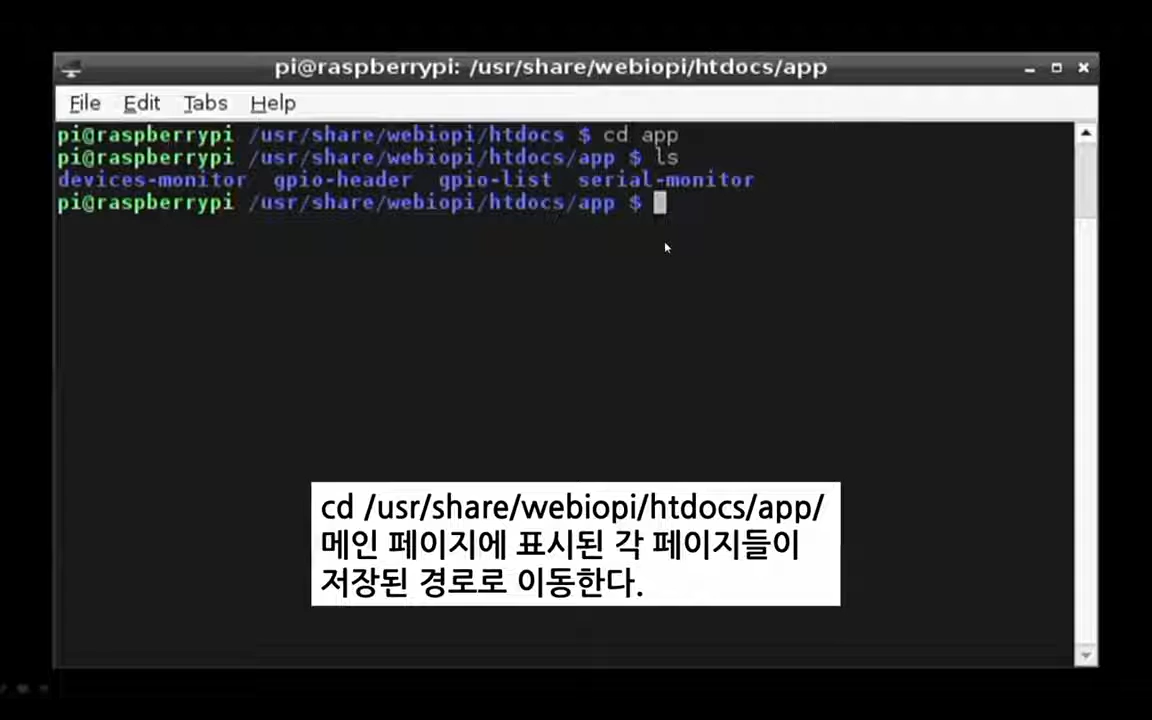 pi@raspberrypi: /usr/share/webiopi/htdocs/app
File Edit Tabs Help
pi@raspberrypi /usr/share/webiopi/htdocs $ cd app
pi@raspberrypi /usr/share/webiopi/htdocs/app $ ls
devices-monitor gpio-header gpio-list serial-monitor
pi@raspberrypi /usr/share/webiopi/htdocs/app $
cd /usr/share/webiopi/htdocs/app/
메인 페이지에 표시된 각 페이지들이
저장된 경로로 이동한다.